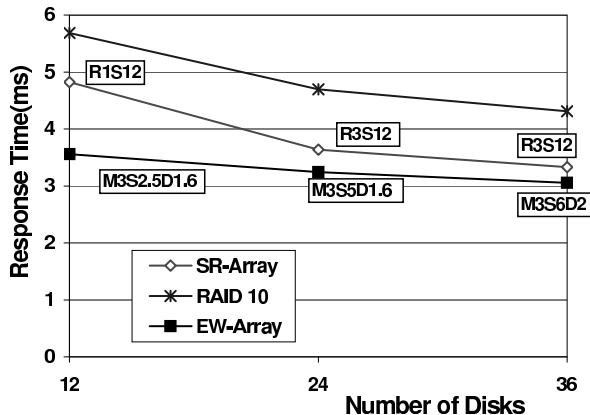 6
5
4
3
2
1
0
Response Time(ms)
R1S12
R3S12
R3S12
M3S2.5D1.6
M3S5D1.6
M3S6D2
SR-Array
RAID 10
EW-Array
12
24
36
Number of Disks